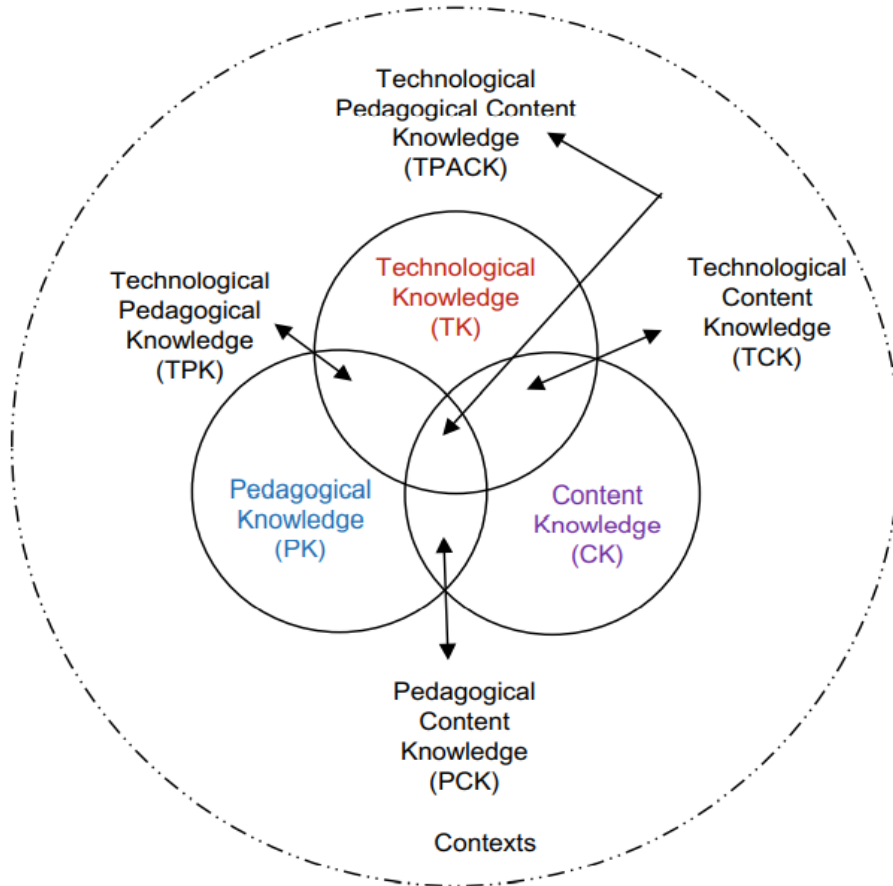 Technological
Pedagogical Content
Knowledge
(TPACK)
Technological
Pedagogical
Knowledge
(TPK)
Technological
Knowledge
(TK)
Technological
Content
Knowledge
(TCK)
Pedagogical
Knowledge
(PK)
Content
Knowledge
(CK)
Pedagogical
Content
Knowledge
(PCK)
Contexts